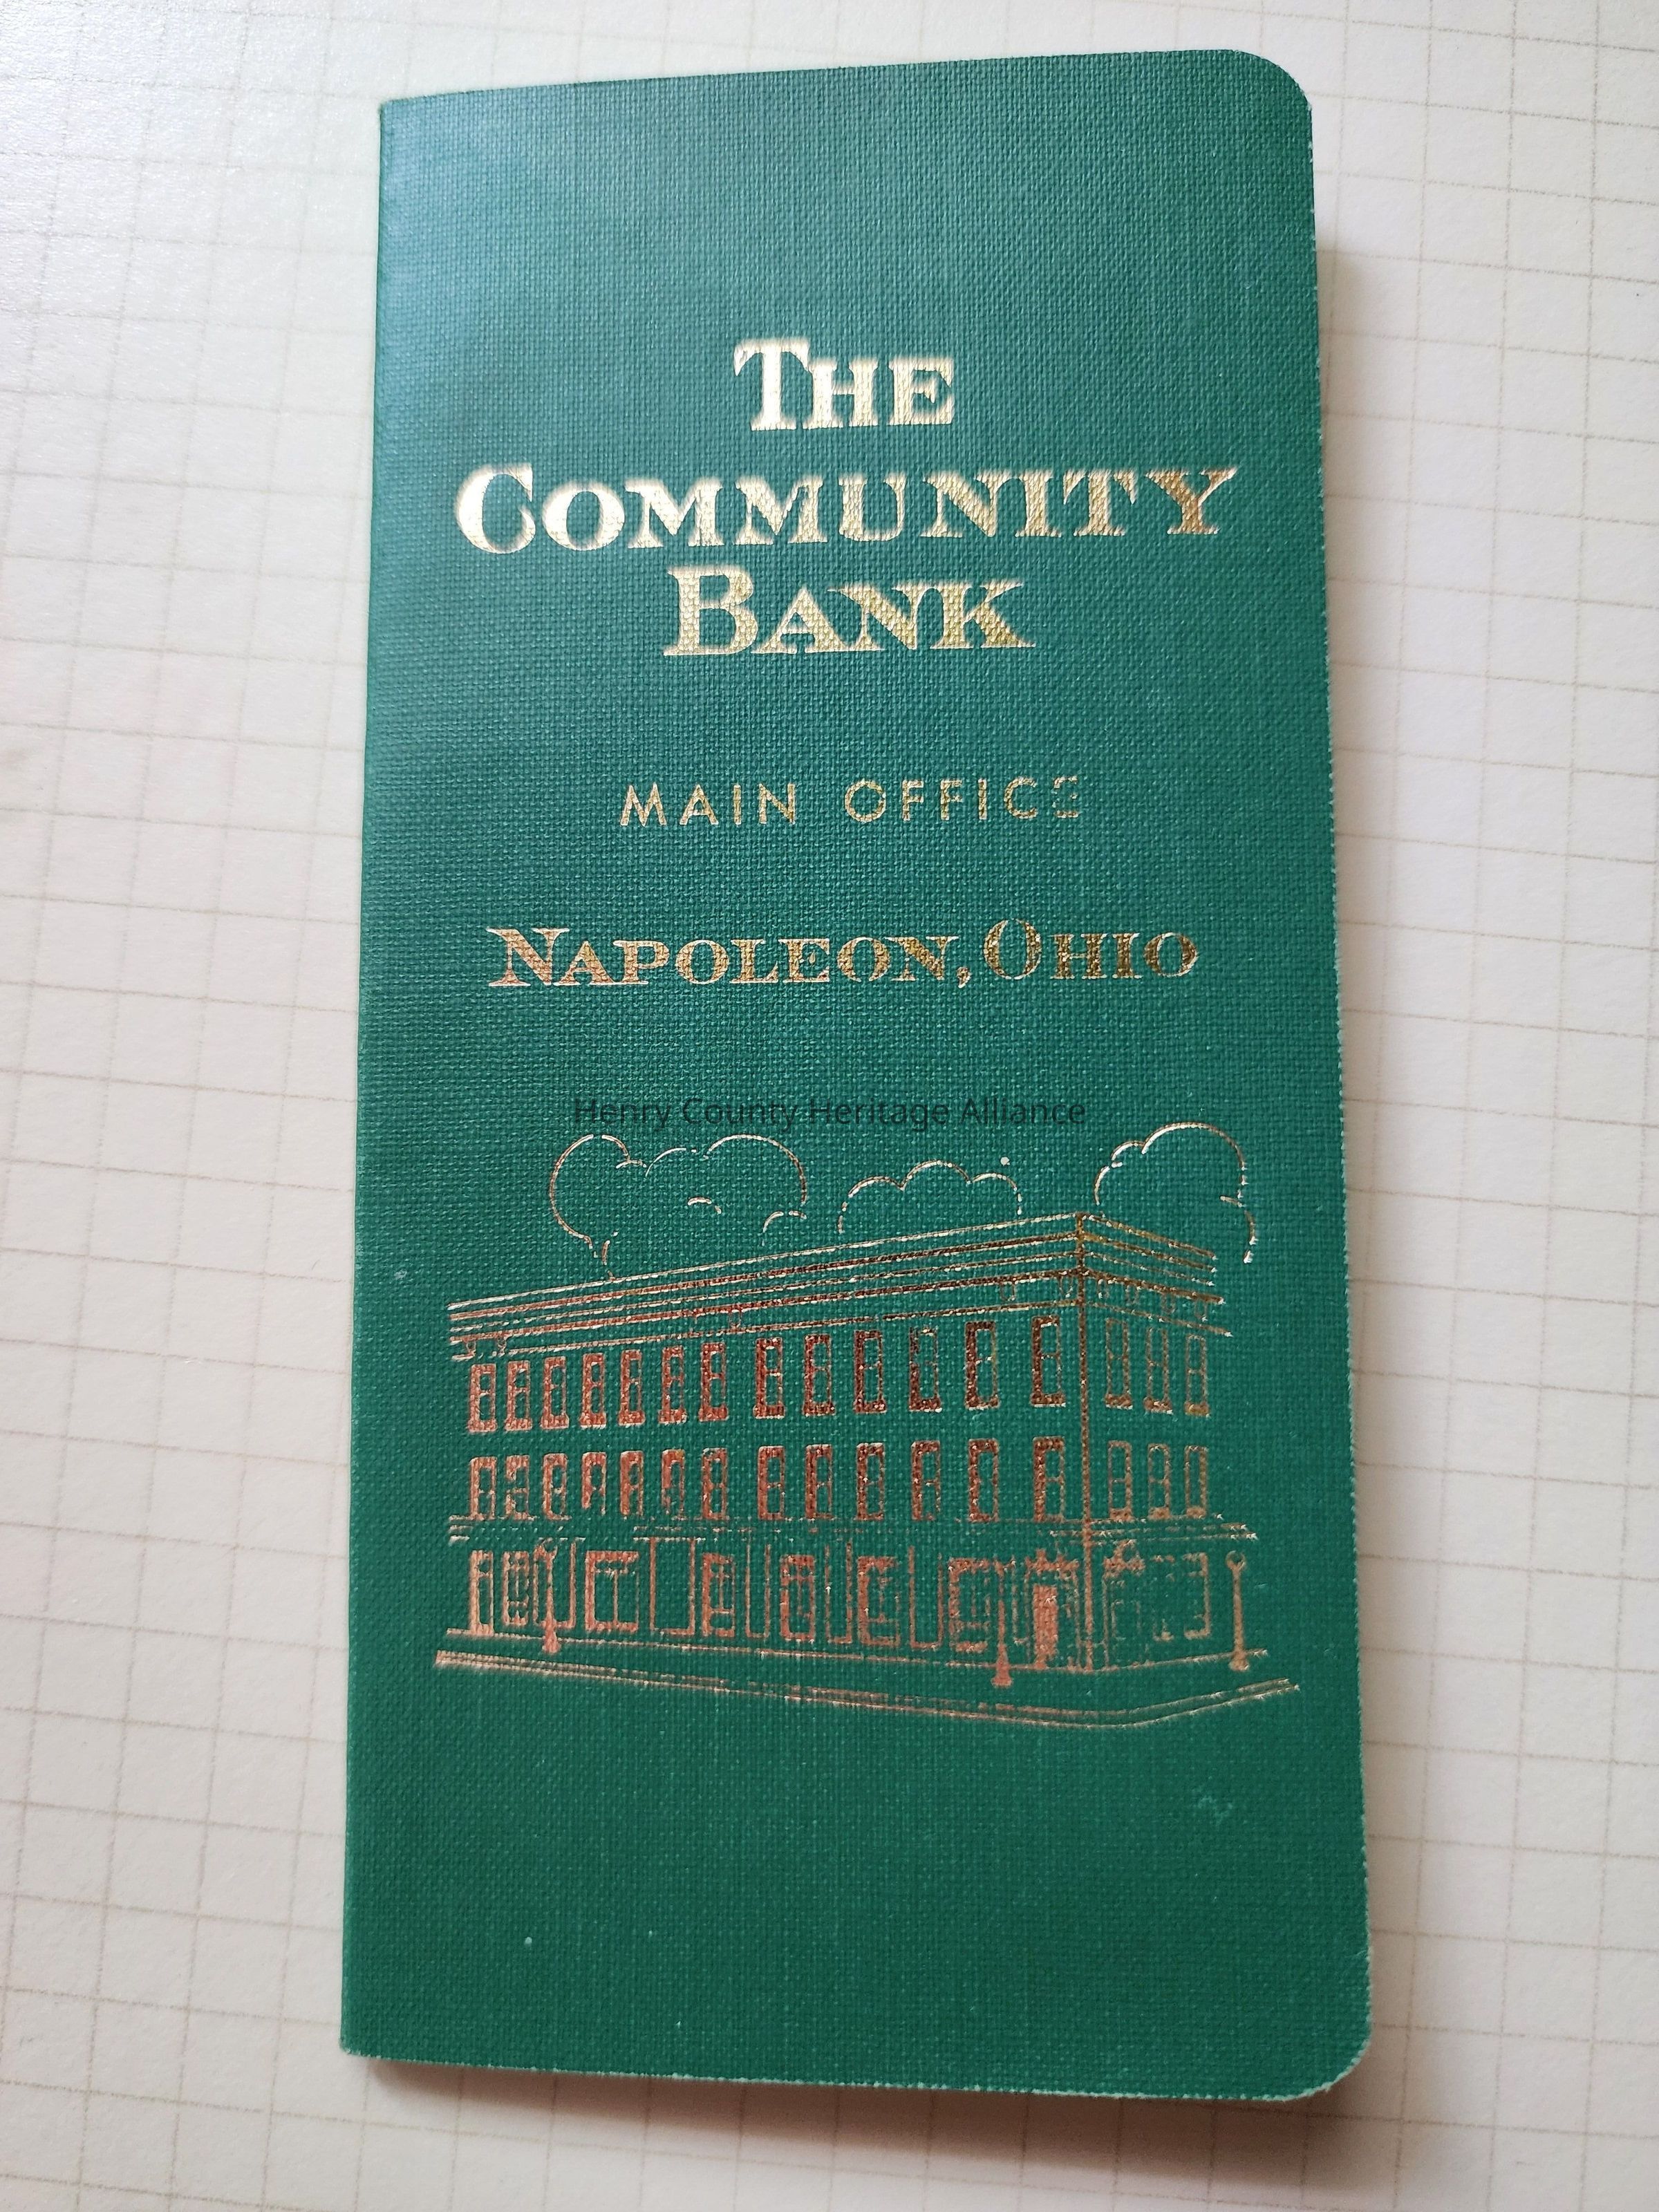 THE
COMMUNITY
BANK
MAIN OFFICE
NAPOLEON, OHIO
Henry County Heritage Alliance